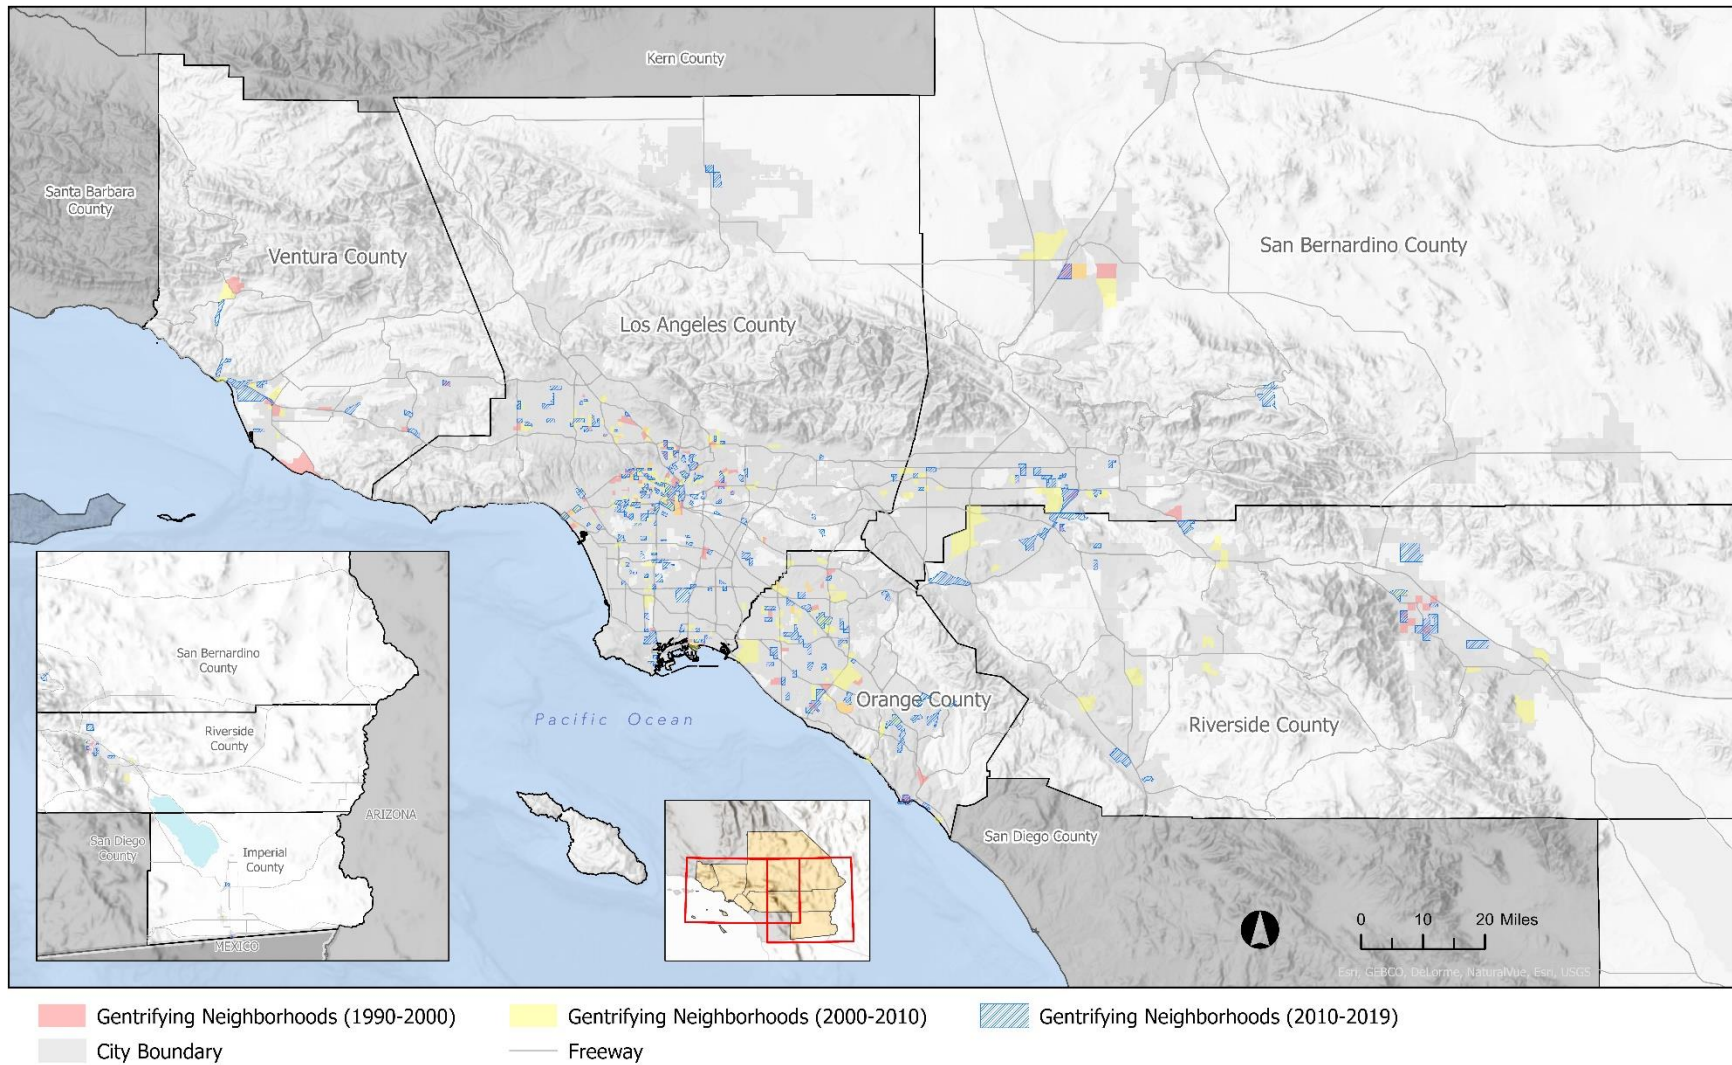 Kern County
Santa Barbara
County
Ventura County
San Bernardino County
Los Angeles County
Orange County
Riverside County
Pacific Ocean
San Diego County
San Bernardino
County
Riverside
County
ARIZONA
San Diego
County
Imperial
County
MEXICO
0 10 20 Miles
Esri, GEBCO, DeLorme, NaturalVue, Esri, USGS
Gentrifying Neighborhoods (1990-2000)
Gentrifying Neighborhoods (2000-2010)
Gentrifying Neighborhoods (2010-2019)
City Boundary
Freeway